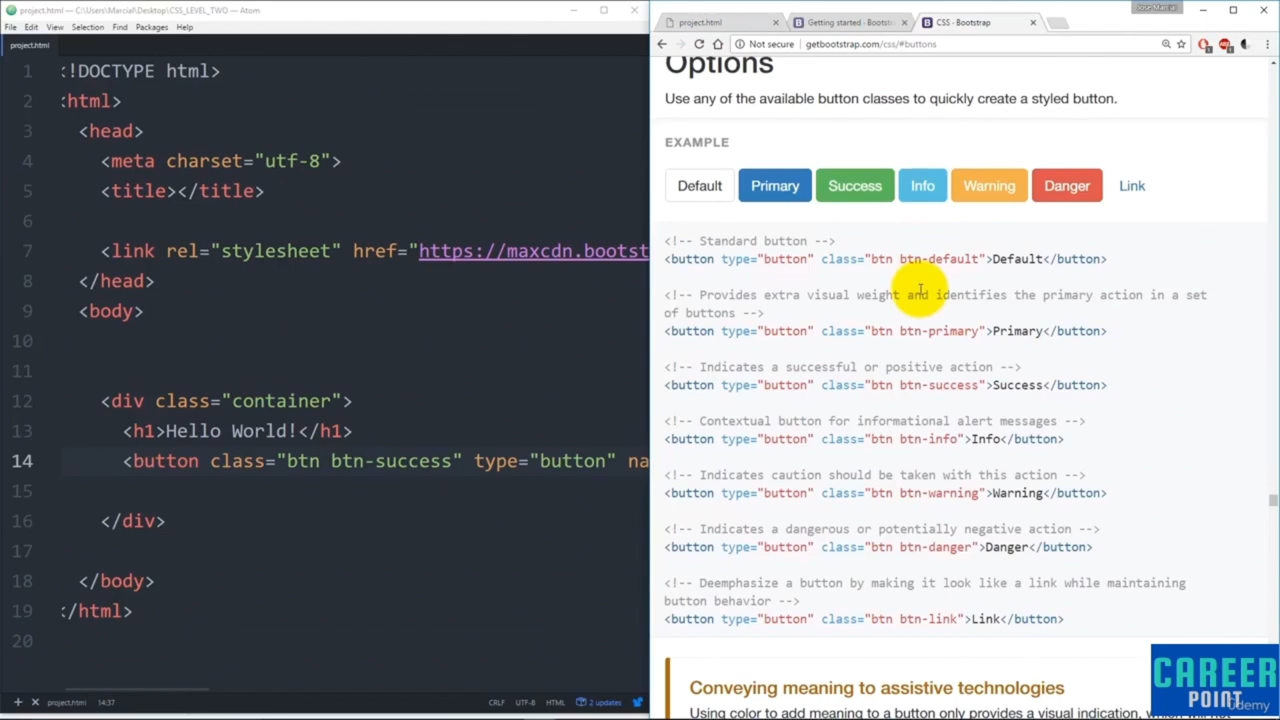 project.html — C:\Users\Marcial\Desktop\CSS_LEVEL_TWO — Atom
File Edit View Selection Find Packages Help
project.html
1 <!DOCTYPE html>
2 <html>
3 <head>
4 <meta charset="utf-8">
5 <title></title>
6
7 <link rel="stylesheet" href="https://maxcdn.bootst
8 </head>
9 <body>
10
11
12 <div class="container">
13 <h1>Hello World!</h1>
14 <button class="btn btn-success" type="button" na
15
16 </div>
17
18 </body>
19 </html>
20
project.html 14:37 CRLF UTF-8 HTML 2 updates
Jose Marcial
project.html Getting started · Bootstr CSS · Bootstrap
Not secure getbootstrap.com/css/#buttons
Options
Use any of the available button classes to quickly create a styled button.
EXAMPLE
Default Primary Success Info Warning Danger Link
<!-- Standard button -->
<button type="button" class="btn btn-default">Default</button>
<!-- Provides extra visual weight and identifies the primary action in a set
of buttons -->
<button type="button" class="btn btn-primary">Primary</button>
<!-- Indicates a successful or positive action -->
<button type="button" class="btn btn-success">Success</button>
<!-- Contextual button for informational alert messages -->
<button type="button" class="btn btn-info">Info</button>
<!-- Indicates caution should be taken with this action -->
<button type="button" class="btn btn-warning">Warning</button>
<!-- Indicates a dangerous or potentially negative action -->
<button type="button" class="btn btn-danger">Danger</button>
<!-- Deemphasize a button by making it look like a link while maintaining
button behavior -->
<button type="button" class="btn btn-link">Link</button>
Conveying meaning to assistive technologies
Using color to add meaning to a button only provides a visual indication, which
CAREER
POINT
Udemy